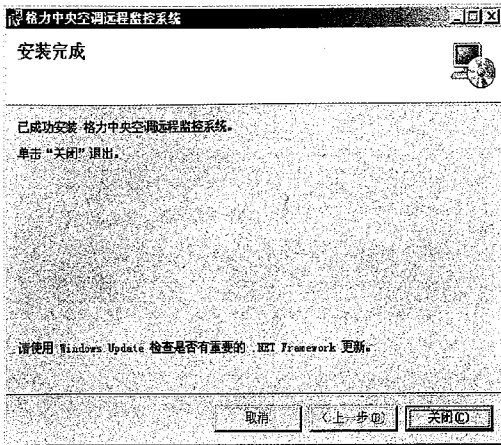 格力中央空调远程监控系统
安装完成
已成功安装 格力中央空调远程监控系统。
单击“关闭”退出。
请使用 Windows Update 检查是否有重要的 .NET Framework 更新。
取消
<上一步(B)
关闭(C)